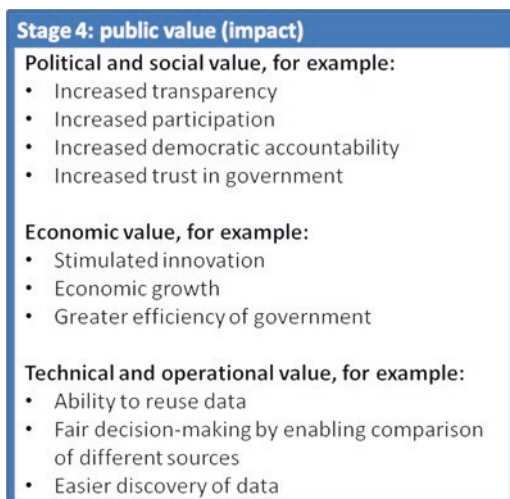 Stage 4: public value (impact)
Political and social value, for example:
• Increased transparency
• Increased participation
• Increased democratic accountability
• Increased trust in government
Economic value, for example:
• Stimulated innovation
• Economic growth
• Greater efficiency of government
Technical and operational value, for example:
• Ability to reuse data
• Fair decision-making by enabling comparison
of different sources
• Easier discovery of data